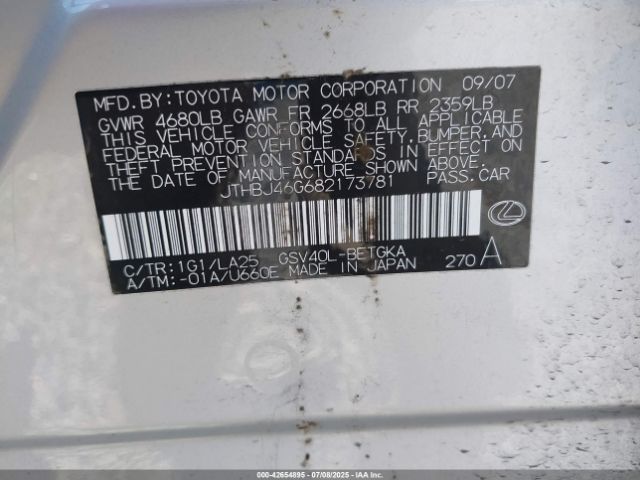 MFD. BY: TOYOTA MOTOR CORPORATION 09/07
GVWR 4680LB GAWR FR 2668LB RR 2359LB
THIS VEHICLE CONFORMS TO ALL APPLICABLE
FEDERAL MOTOR VEHICLE SAFETY, BUMPER, AND
THEFT PREVENTION STANDARDS IN EFFECT ON
THE DATE OF MANUFACTURE SHOWN ABOVE.
JTHBJ46G682173781 PASS.CAR
C/TR: 1G1/LA25 GSV40L-BETGKA
A/TM: -01A/U660E MADE IN JAPAN 270 A
000-42654895 - 07/08/2025 - IAAI.COM